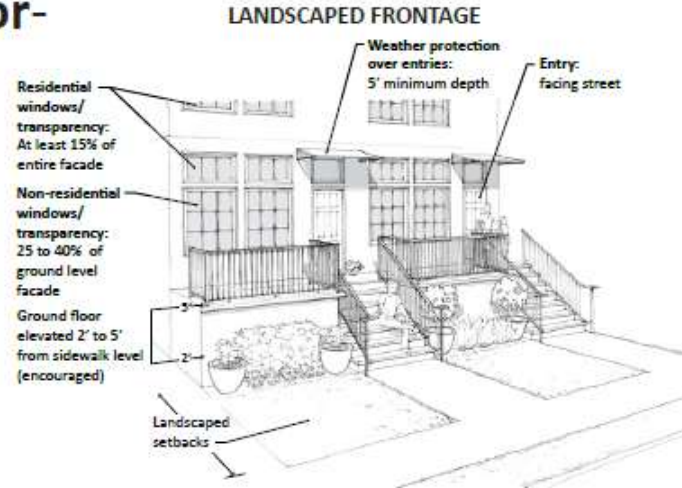 or-
LANDSCAPED FRONTAGE
Weather protection
over entries:
5' minimum depth
Entry:
facing street
Residential
windows/
transparency:
At least 15% of
entire facade
Non-residential
windows/
transparency:
25 to 40% of
ground level
facade
Ground floor
elevated 2' to 5'
from sidewalk level
(encouraged)
5'
2'
Landscaped
setbacks